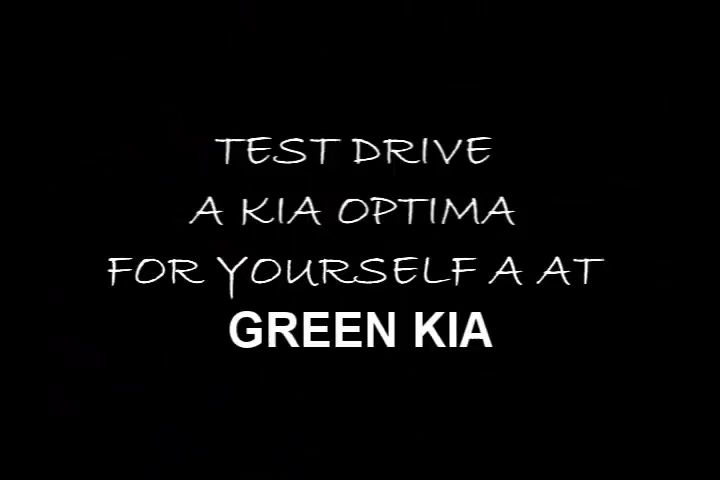 TEST DRIVE
A KIA OPTIMA
FOR YOURSELF A AT
GREEN KIA